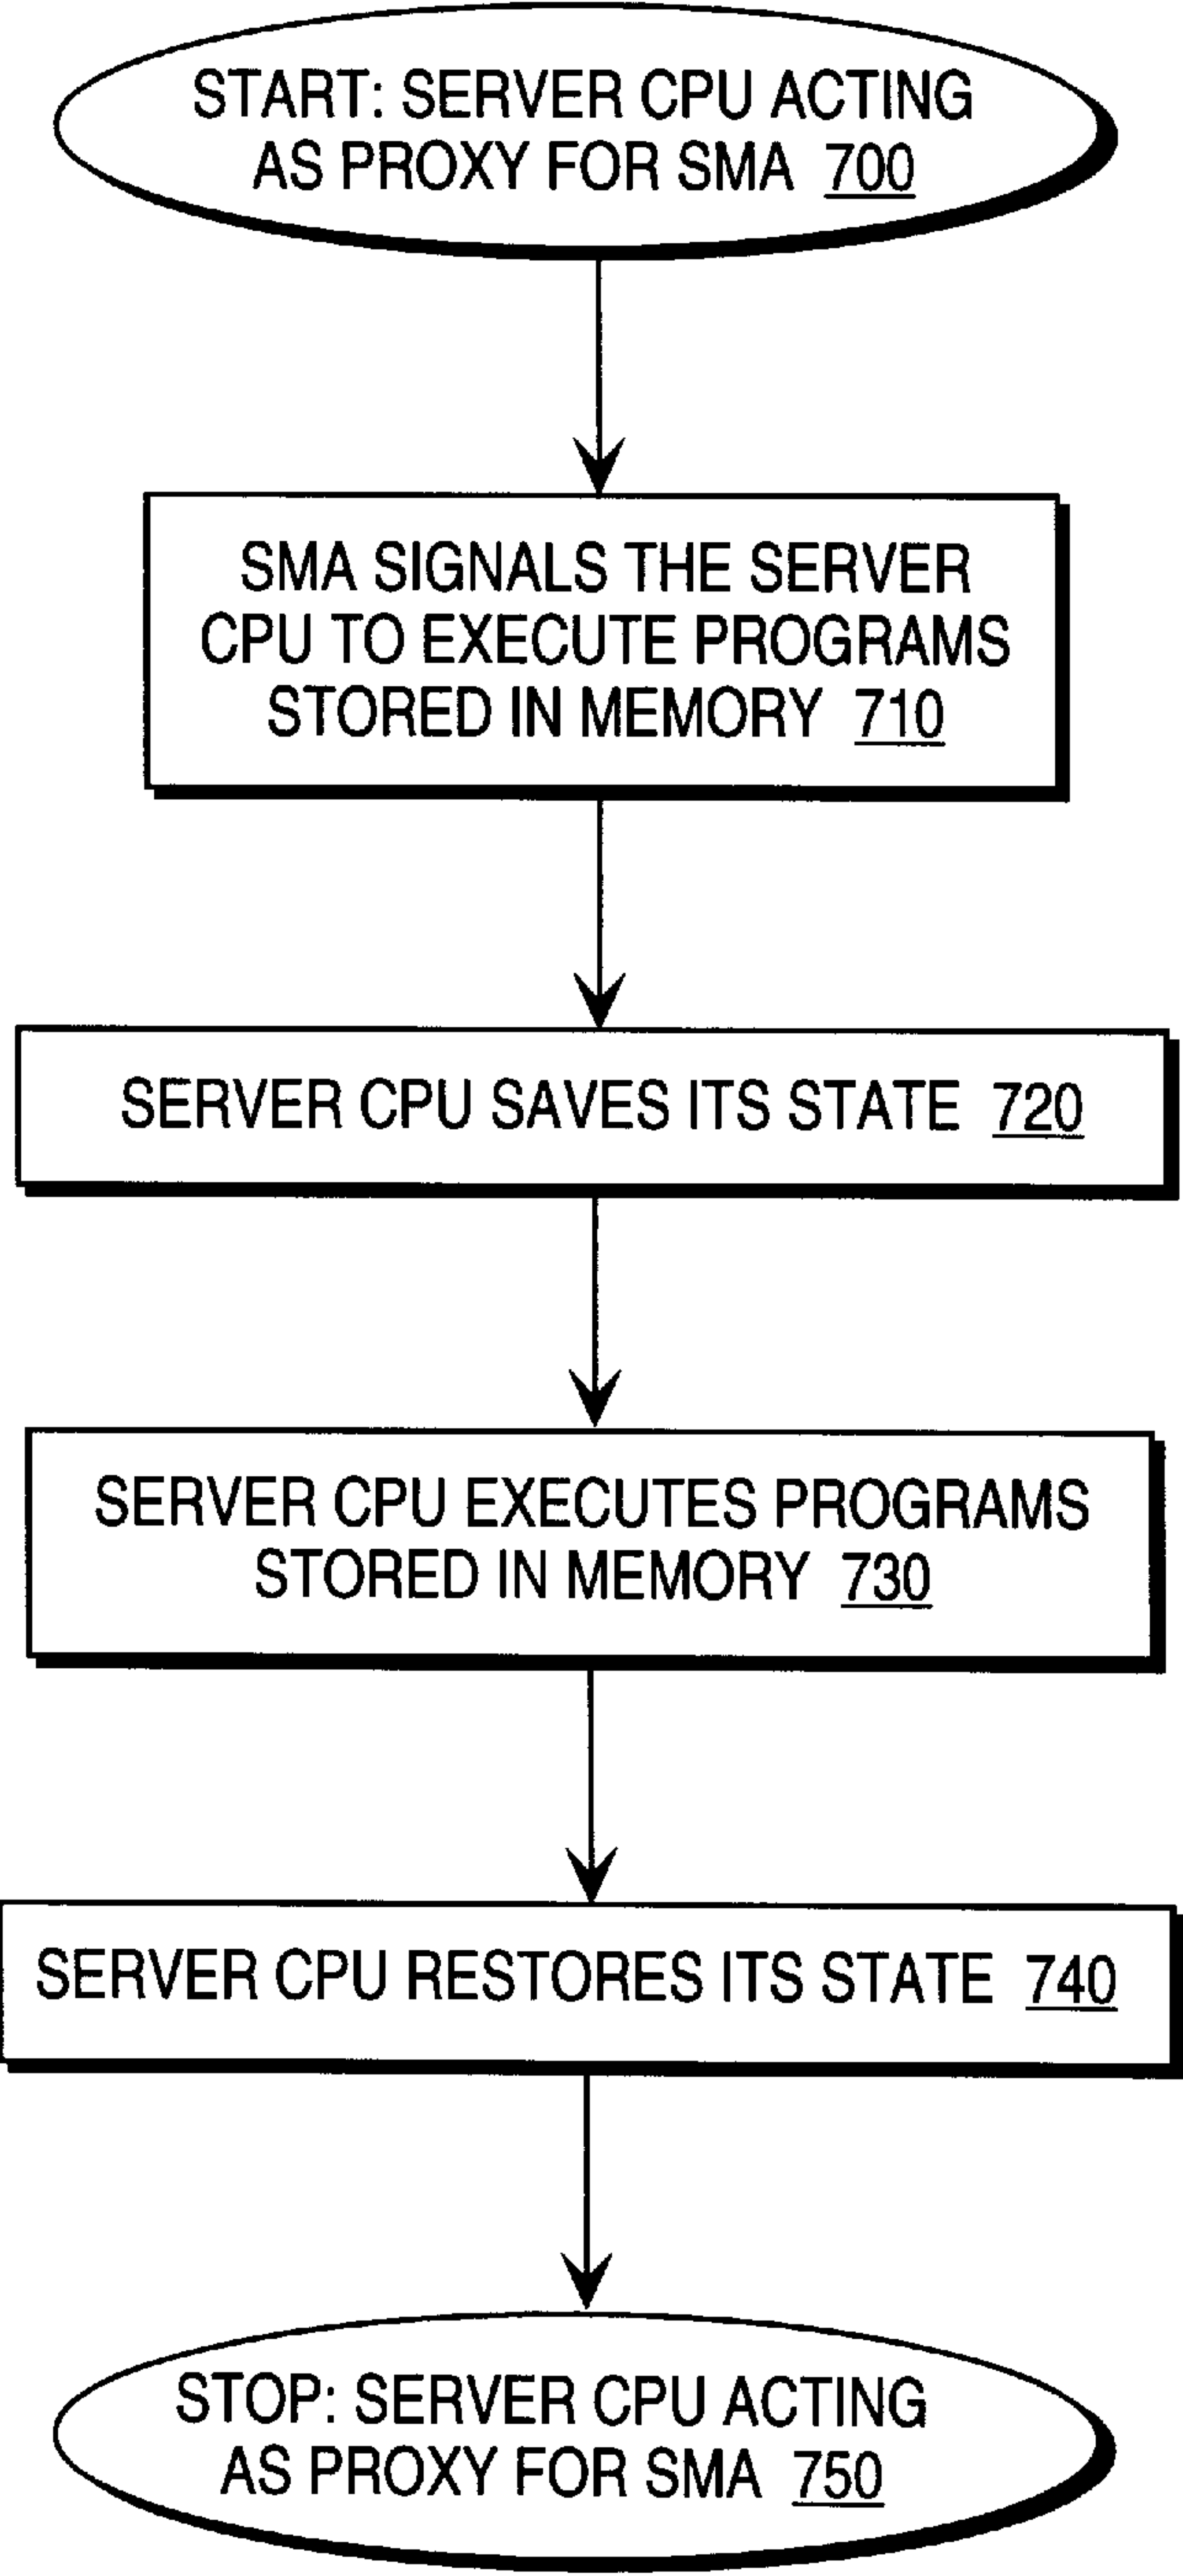 START: SERVER CPU ACTING
AS PROXY FOR SMA 700
SMA SIGNALS THE SERVER
CPU TO EXECUTE PROGRAMS
STORED IN MEMORY 710
SERVER CPU SAVES ITS STATE 720
SERVER CPU EXECUTES PROGRAMS
STORED IN MEMORY 730
SERVER CPU RESTORES ITS STATE 740
STOP: SERVER CPU ACTING
AS PROXY FOR SMA 750